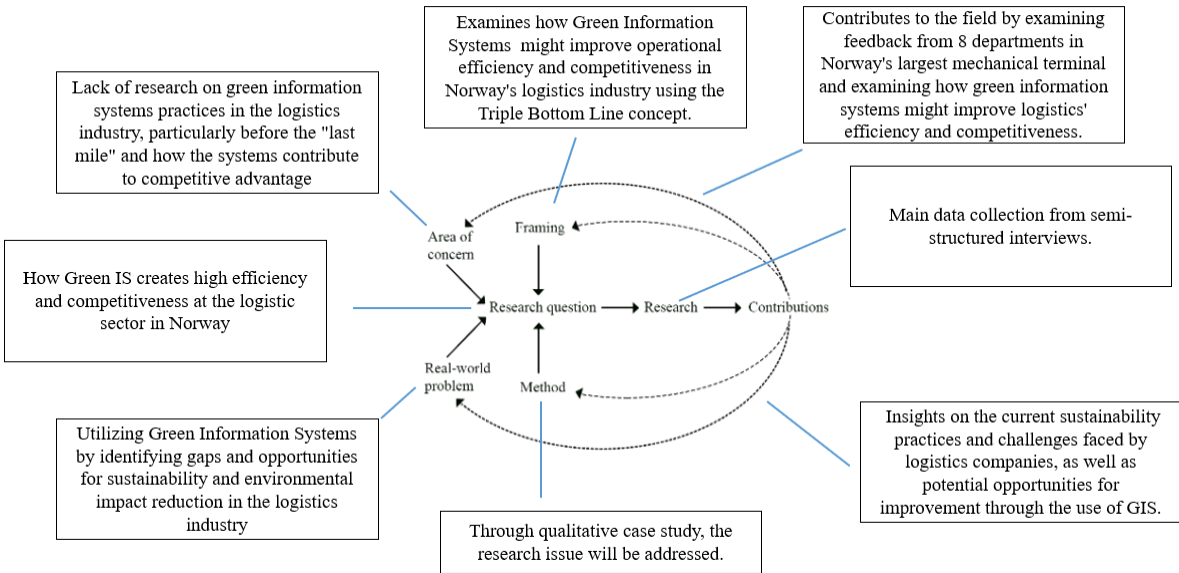 Examines how Green Information
Systems might improve operational
efficiency and competitiveness in
Norway's logistics industry using the
Triple Bottom Line concept.
Contributes to the field by examining
feedback from 8 departments in
Norway's largest mechanical terminal
and examining how green information
systems might improve logistics'
efficiency and competitiveness.
Lack of research on green information
systems practices in the logistics
industry, particularly before the "last
mile" and how the systems contribute
to competitive advantage
Main data collection from semi-
structured interviews.
Area of
concern
Framing
How Green IS creates high efficiency
and competitiveness at the logistic
sector in Norway
Research question
Research
Contributions
Real-world
problem
Method
Utilizing Green Information Systems
by identifying gaps and opportunities
for sustainability and environmental
impact reduction in the logistics
industry
Insights on the current sustainability
practices and challenges faced by
logistics companies, as well as
potential opportunities for
improvement through the use of GIS.
Through qualitative case study, the
research issue will be addressed.